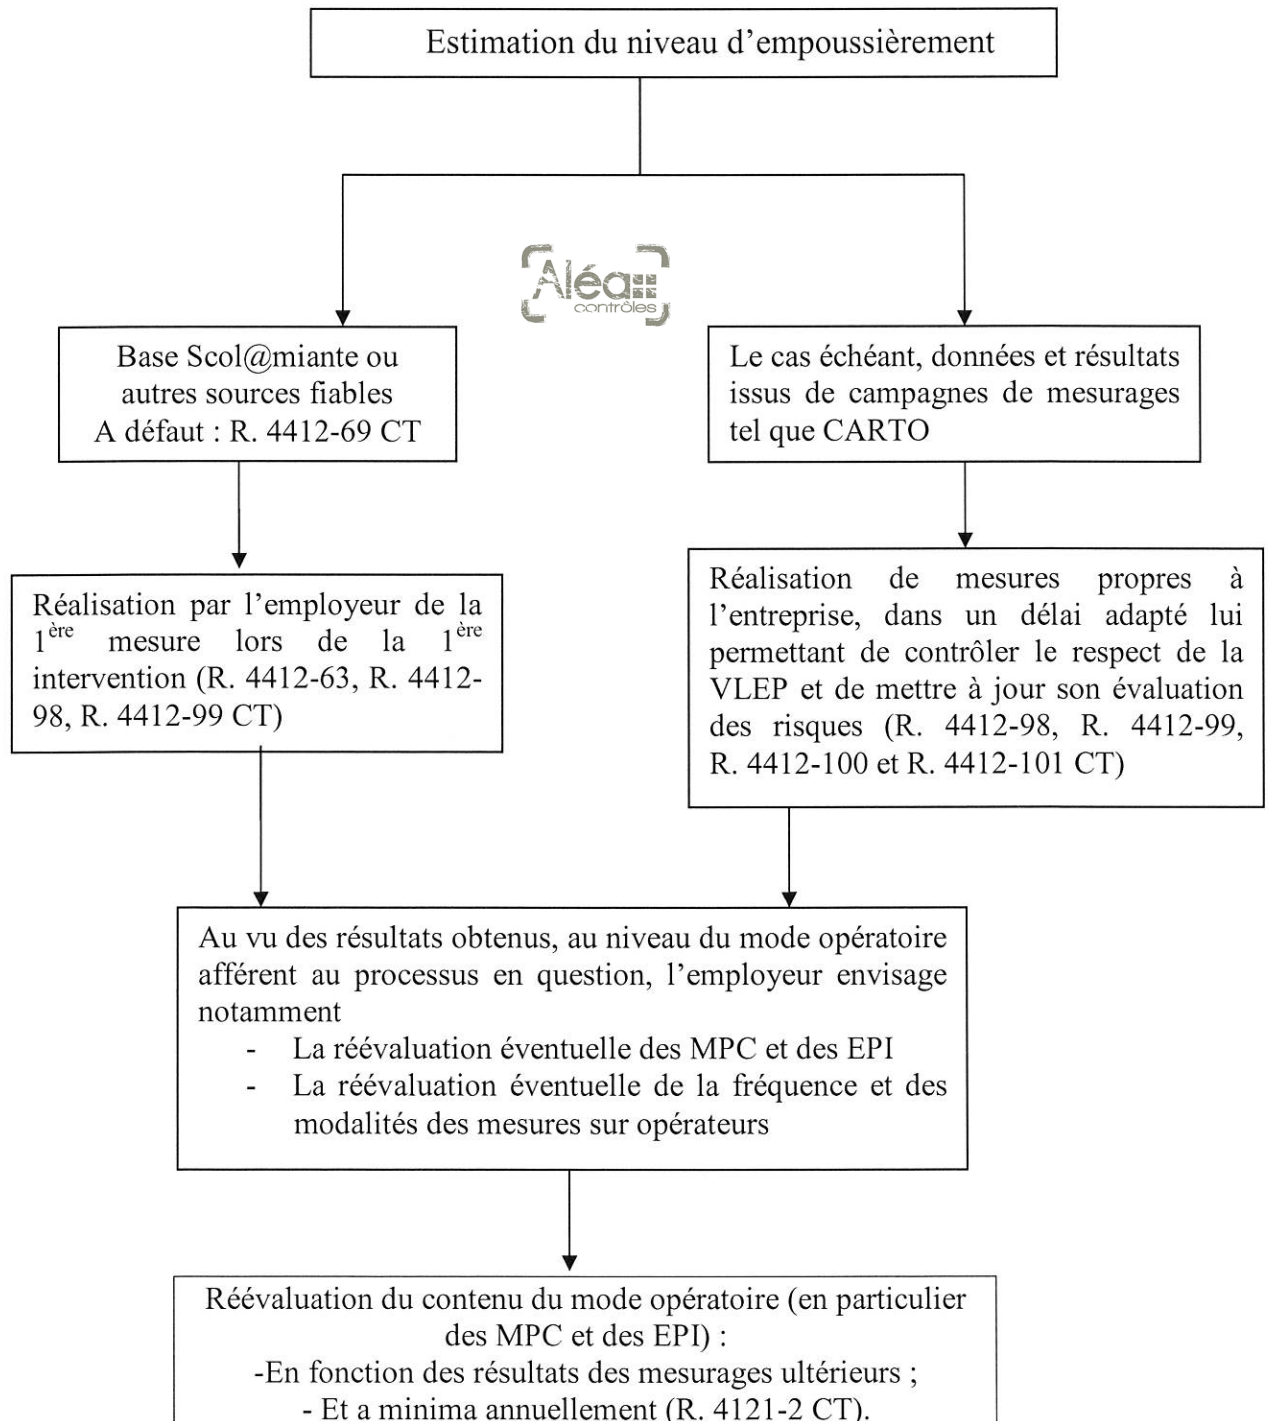 Estimation du niveau d’empoussièrement
Aléa
contrôles
Base Scol@miante ou
autres sources fiables
A défaut : R. 4412-69 CT
Le cas échéant, données et résultats
issus de campagnes de mesurages
tel que CARTO
Réalisation par l’employeur de la
1ère mesure lors de la 1ère
intervention (R. 4412-63, R. 4412-
98, R. 4412-99 CT)
Réalisation de mesures propres à
l’entreprise, dans un délai adapté lui
permettant de contrôler le respect de la
VLEP et de mettre à jour son évaluation
des risques (R. 4412-98, R. 4412-99,
R. 4412-100 et R. 4412-101 CT)
Au vu des résultats obtenus, au niveau du mode opératoire
afférent au processus en question, l’employeur envisage
notamment
- La réévaluation éventuelle des MPC et des EPI
- La réévaluation éventuelle de la fréquence et des
modalités des mesures sur opérateurs
Réévaluation du contenu du mode opératoire (en particulier
des MPC et des EPI) :
-En fonction des résultats des mesurages ultérieurs ;
- Et a minima annuellement (R. 4121-2 CT).